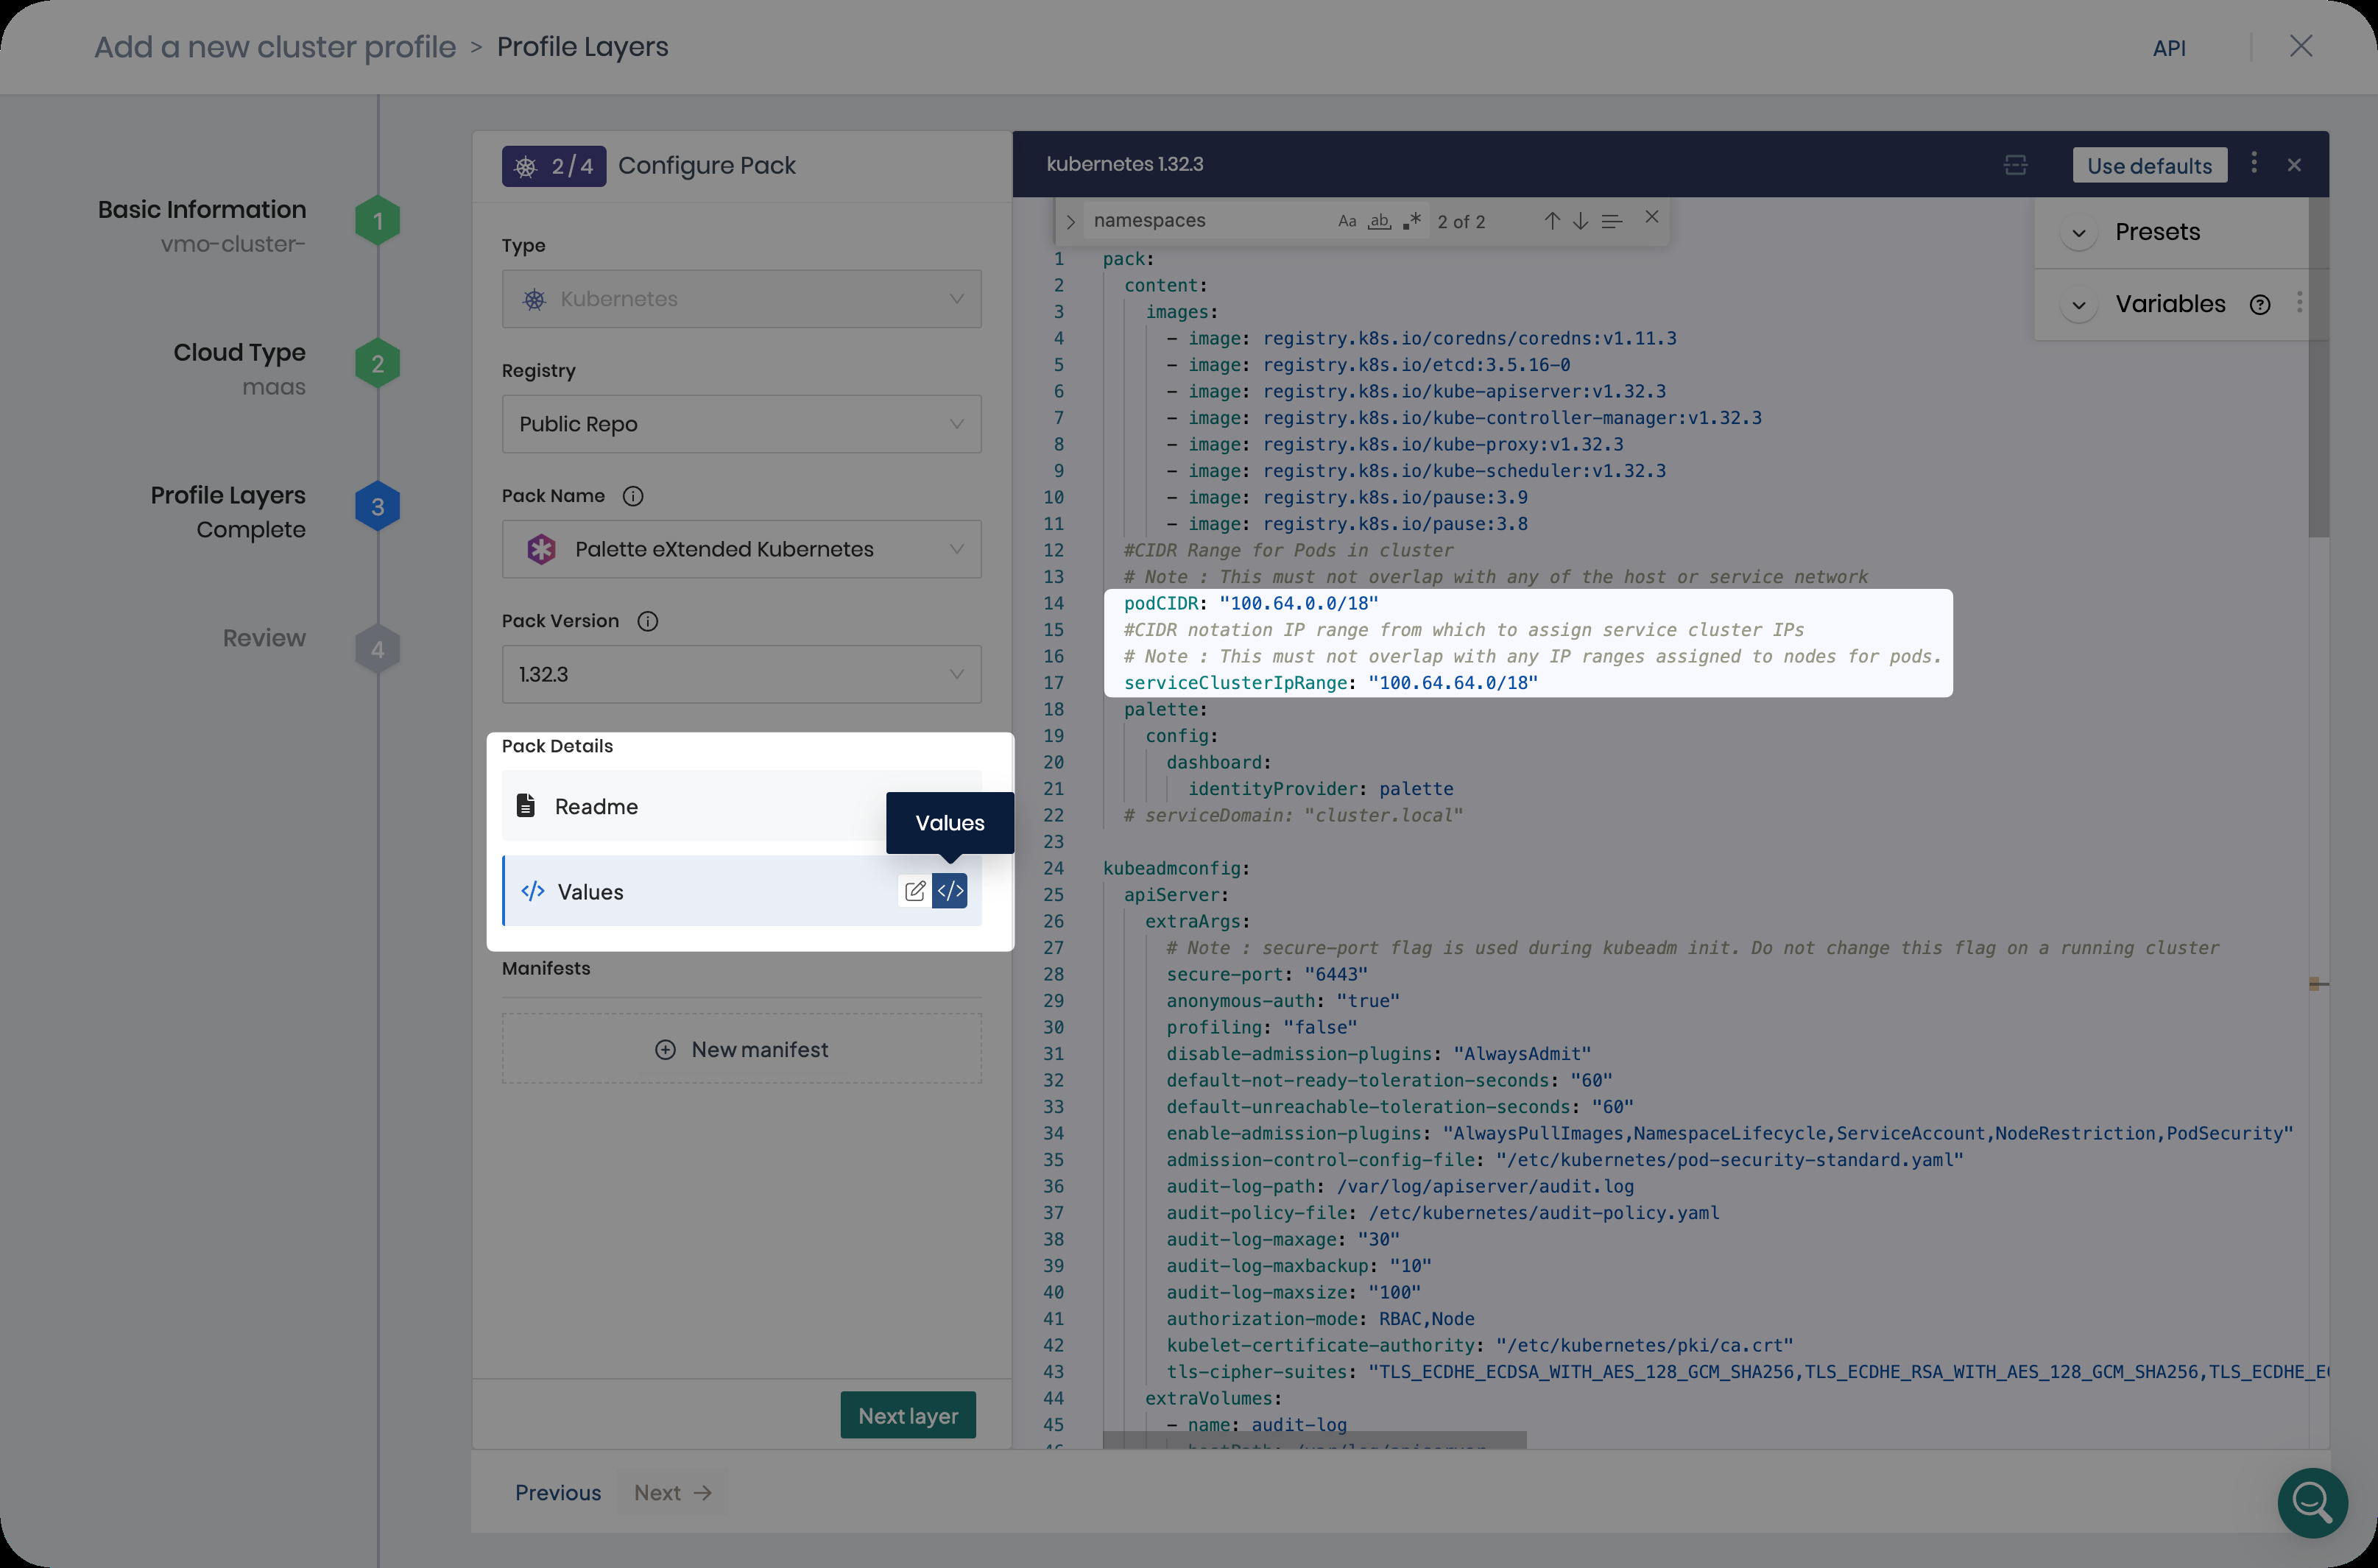 Add a new cluster profile > Profile Layers
API
Basic Information
vmo-cluster-
1
Cloud Type
maas
2
Profile Layers
Complete
3
Review
4
2/4 Configure Pack
Type
Kubernetes
Registry
Public Repo
Pack Name
Palette eXtended Kubernetes
Pack Version
1.32.3
Pack Details
Readme
Values
Values
Manifests
New manifest
Next layer
Previous
Next →
kubernetes 1.32.3
Use defaults
namespaces
Aa
ab
.*
2 of 2
Presets
Variables
1 pack:
2 content:
3 images:
4 - image: registry.k8s.io/coredns/coredns:v1.11.3
5 - image: registry.k8s.io/etcd:3.5.16-0
6 - image: registry.k8s.io/kube-apiserver:v1.32.3
7 - image: registry.k8s.io/kube-controller-manager:v1.32.3
8 - image: registry.k8s.io/kube-proxy:v1.32.3
9 - image: registry.k8s.io/kube-scheduler:v1.32.3
10 - image: registry.k8s.io/pause:3.9
11 - image: registry.k8s.io/pause:3.8
12 #CIDR Range for Pods in cluster
13 # Note : This must not overlap with any of the host or service network
14 podCIDR: "100.64.0.0/18"
15 #CIDR notation IP range from which to assign service cluster IPs
16 # Note : This must not overlap with any IP ranges assigned to nodes for pods.
17 serviceClusterIpRange: "100.64.64.0/18"
18 palette:
19 config:
20 dashboard:
21 identityProvider: palette
22 # serviceDomain: "cluster.local"
23
24 kubeadmconfig:
25 apiServer:
26 extraArgs:
27 # Note : secure-port flag is used during kubeadm init. Do not change this flag on a running cluster
28 secure-port: "6443"
29 anonymous-auth: "true"
30 profiling: "false"
31 disable-admission-plugins: "AlwaysAdmit"
32 default-not-ready-toleration-seconds: "60"
33 default-unreachable-toleration-seconds: "60"
34 enable-admission-plugins: "AlwaysPullImages,NamespaceLifecycle,ServiceAccount,NodeRestriction,PodSecurity"
35 admission-control-config-file: "/etc/kubernetes/pod-security-standard.yaml"
36 audit-log-path: /var/log/apiserver/audit.log
37 audit-policy-file: /etc/kubernetes/audit-policy.yaml
38 audit-log-maxage: "30"
39 audit-log-maxbackup: "10"
40 audit-log-maxsize: "100"
41 authorization-mode: RBAC,Node
42 kubelet-certificate-authority: "/etc/kubernetes/pki/ca.crt"
43 tls-cipher-suites: "TLS_ECDHE_ECDSA_WITH_AES_128_GCM_SHA256,TLS_ECDHE_RSA_WITH_AES_128_GCM_SHA256,TLS_ECDHE_E
44 extraVolumes:
45 - name: audit-log